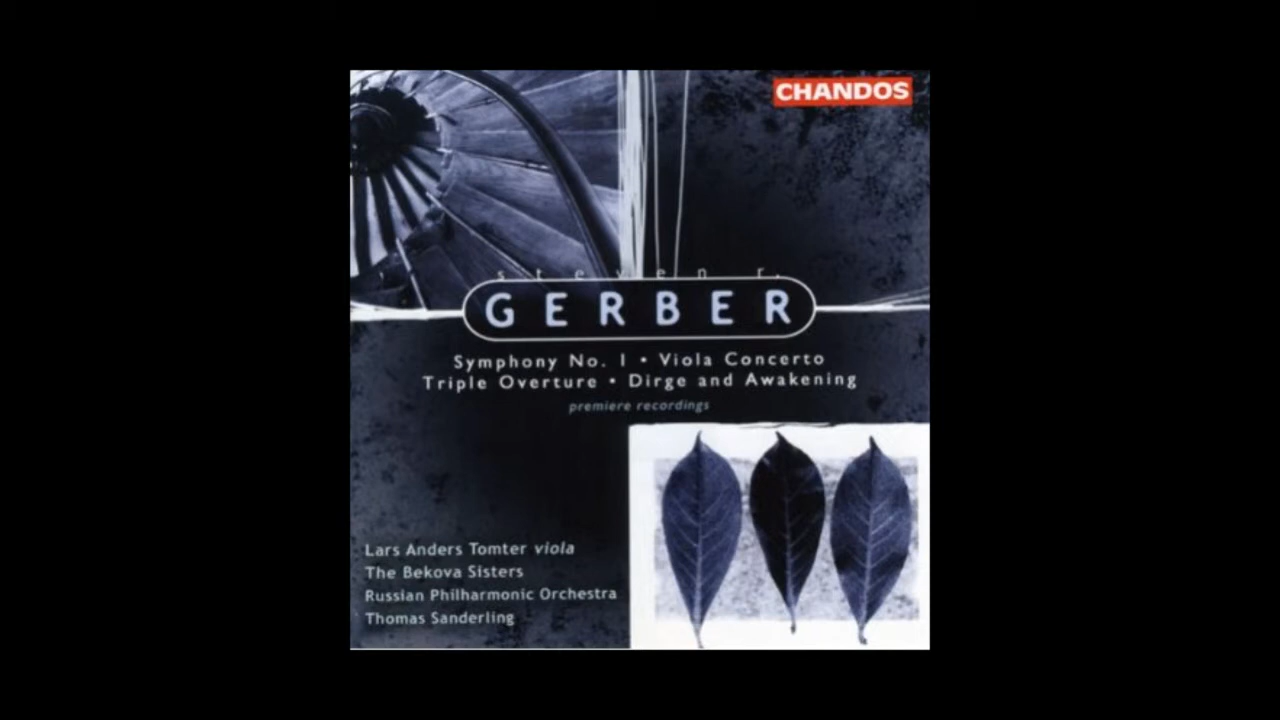 CHANDOS
steven r.
GERBER
Symphony No. 1 • Viola Concerto
Triple Overture • Dirge and Awakening
premiere recordings
Lars Anders Tomter viola
The Bekova Sisters
Russian Philharmonic Orchestra
Thomas Sanderling